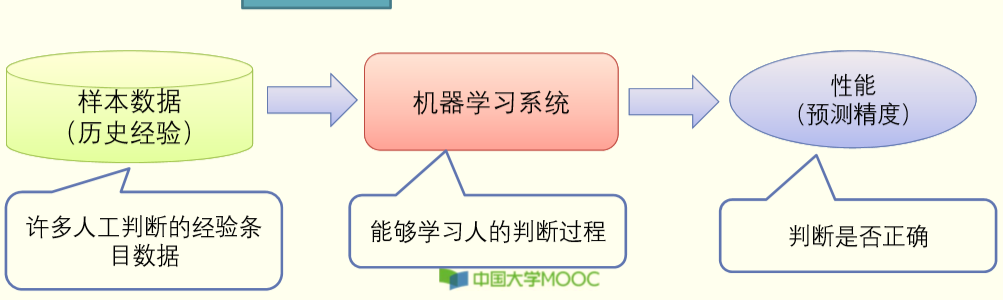 样本数据
（历史经验）
机器学习系统
性能
（预测精度）
许多人工判断的经验条
目数据
能够学习人的判断过程
判断是否正确
中国大学MOOC